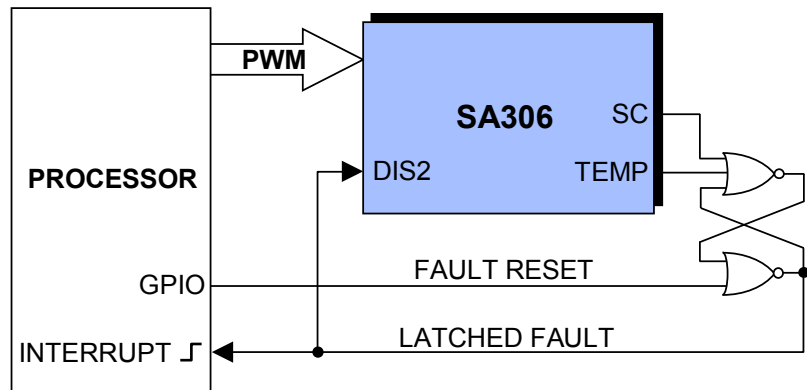 PWM
SA306
SC
PROCESSOR
DIS2
TEMP
GPIO
FAULT RESET
INTERRUPT
LATCHED FAULT